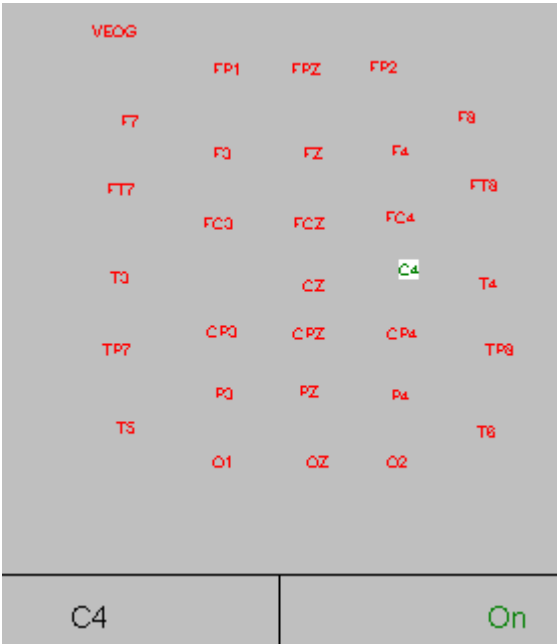 VEOG
FP1 FPZ FP2
F7 F8
F3 FZ F4
FT7 FT8
FC3 FCZ FC4
C4
T3 CZ T4
CP3 CPZ CP4
TP7 TP8
P3 PZ P4
T5 T6
O1 OZ O2
C4 On